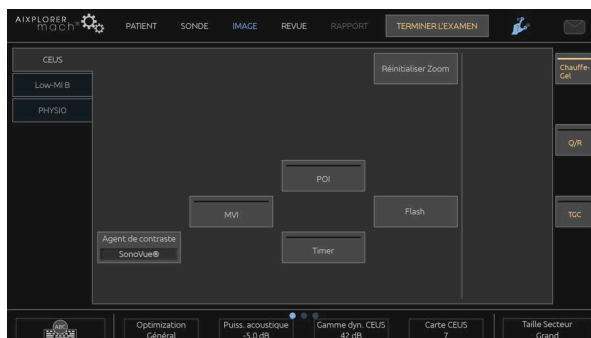 AIXPLORER
mach
PATIENT SONDE IMAGE REVUE RAPPORT TERMINER L'EXAMEN
CEUS
Low-MI B
PHYSIO
Réinitialiser Zoom
Chauffe-
Gel
Q/R
POI
MVI
Flash
TGC
Agent de contraste
SonoVue®
Timer
ABC
Optimization Puiss. acoustique Gamme dyn. CEUS Carte CEUS Taille Secteur
Général -5.0 dB 42 dB 7 Grand